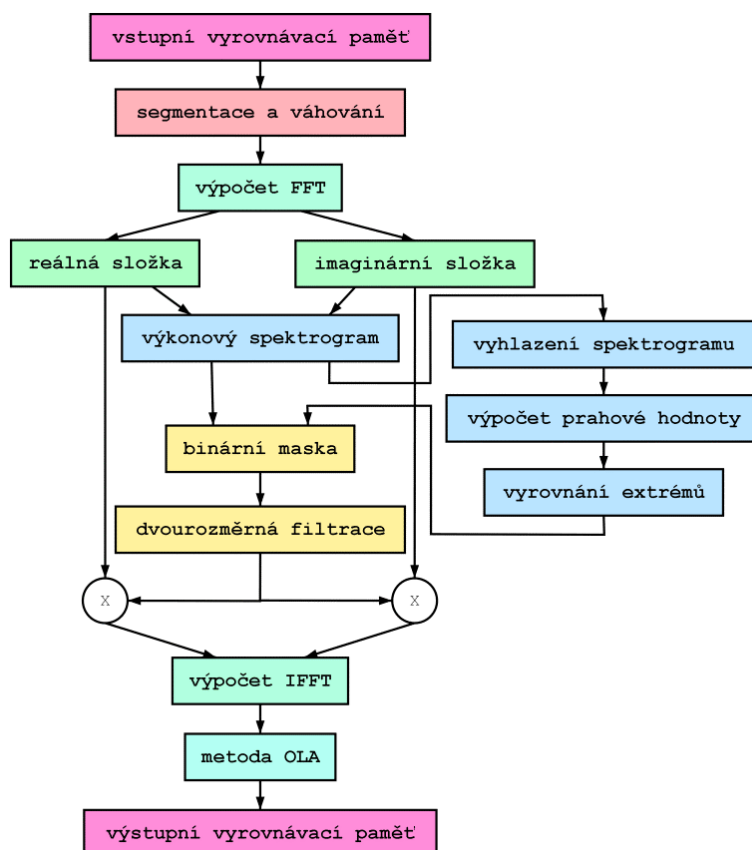 vstupní vyrovnávací paměť
segmentace a váhování
výpočet FFT
reálná složka
imaginární složka
výkonový spektrogram
vyhlazení spektrogramu
výpočet prahové hodnoty
binární maska
vyrovnání extrémů
dvourozměrná filtrace
X
X
výpočet IFFT
metoda OLA
výstupní vyrovnávací paměť